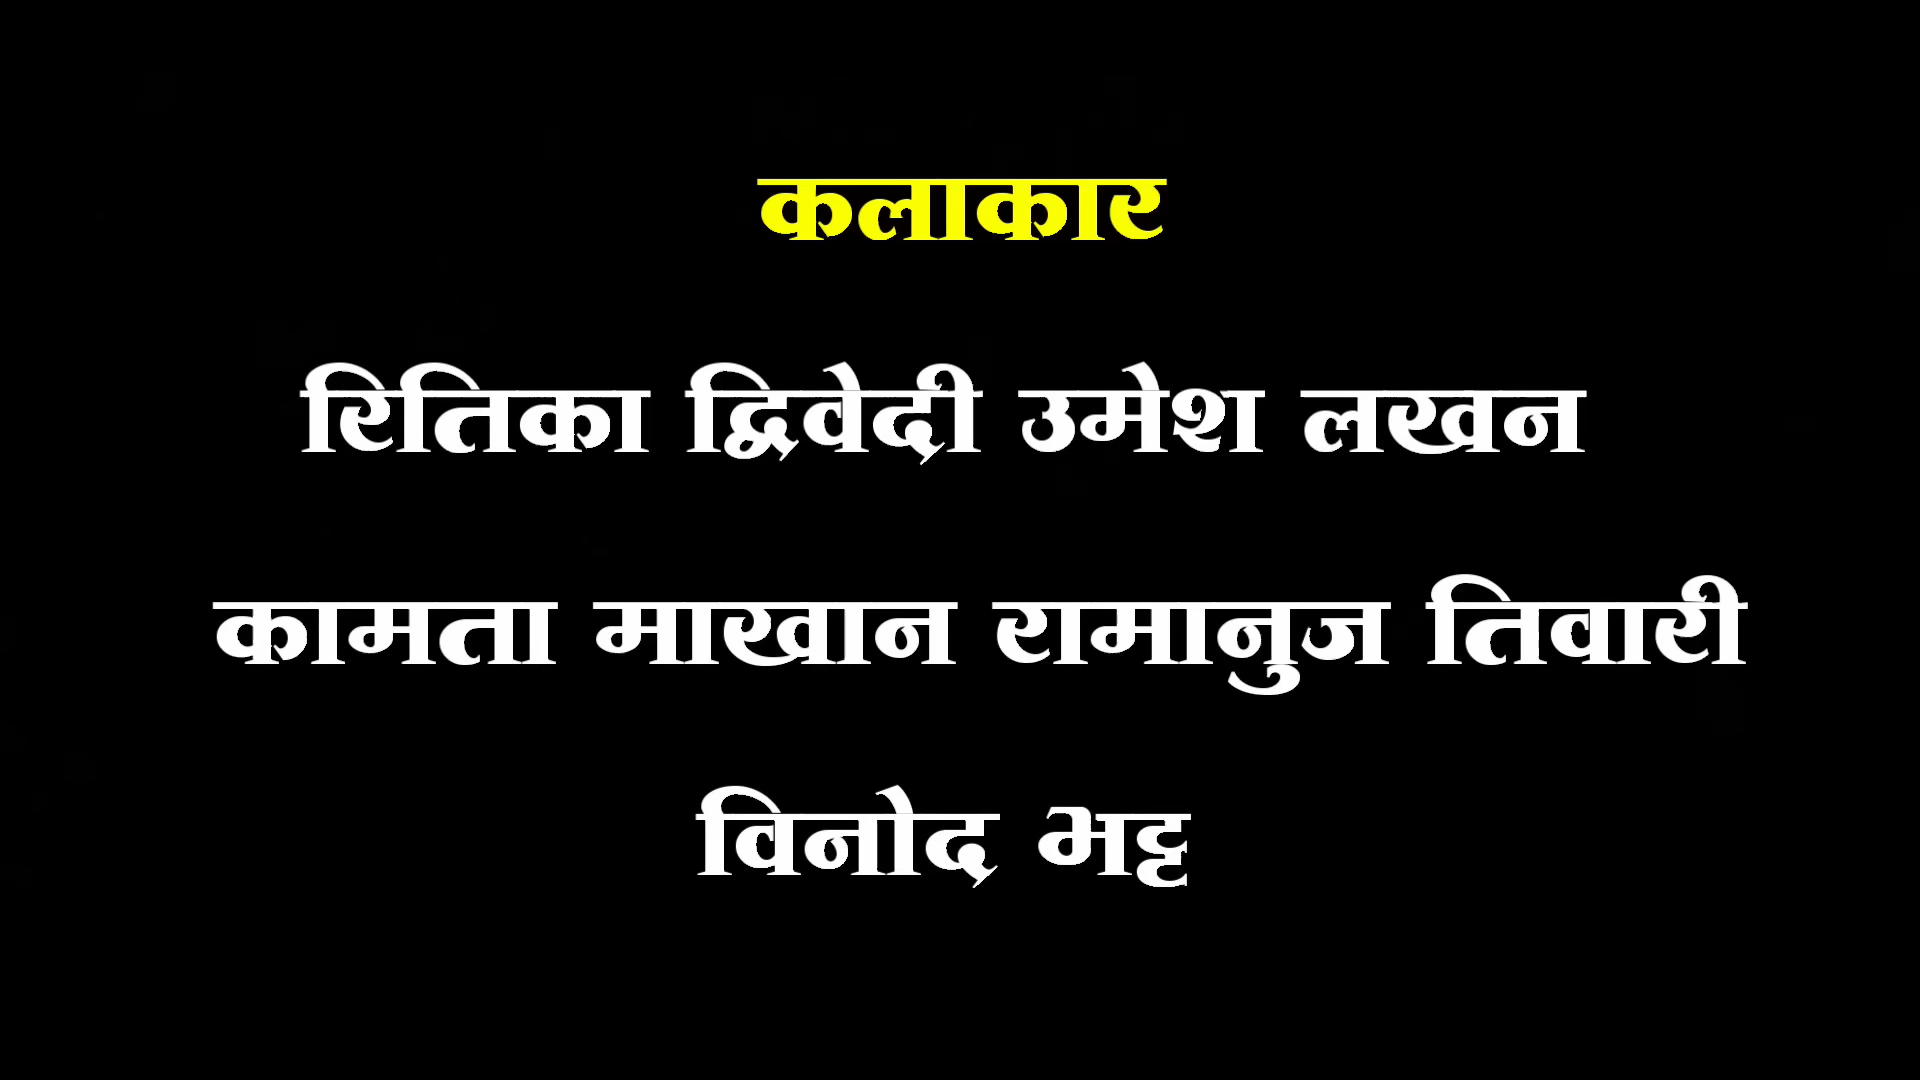 कलाकार
रितिका द्विवेदी उमेश लखन
कामता माखान रामानुज तिवारी
विनोद भट्ट